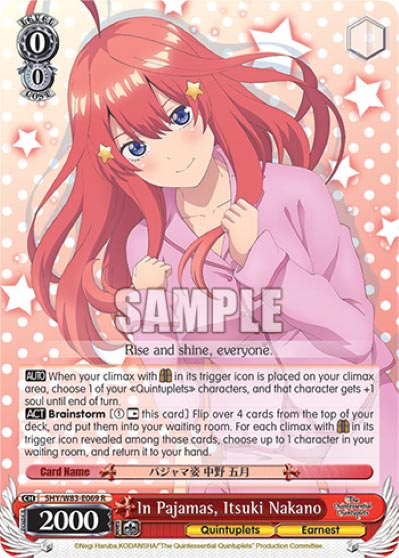 LEVEL
0
0
COST
SAMPLE
Rise and shine, everyone.
AUTO When your climax with in its trigger icon is placed on your climax
area, choose 1 of your «Quintuplets» characters, and that character gets +1
soul until end of turn.
ACT Brainstorm [① this card] Flip over 4 cards from the top of your
deck, and put them into your waiting room. For each climax with in its
trigger icon revealed among those cards, choose up to 1 character in your
waiting room, and return it to your hand.
Card Name パジャマ姿 中野 五月
CH 5HY/W83-E069 R
In Pajamas, Itsuki Nakano
The Quintessential Quintuplets
2000
Quintuplets Earnest
©Negi Haruba,KODANSHA/"The Quintessential Quintuplets" Production Committee.